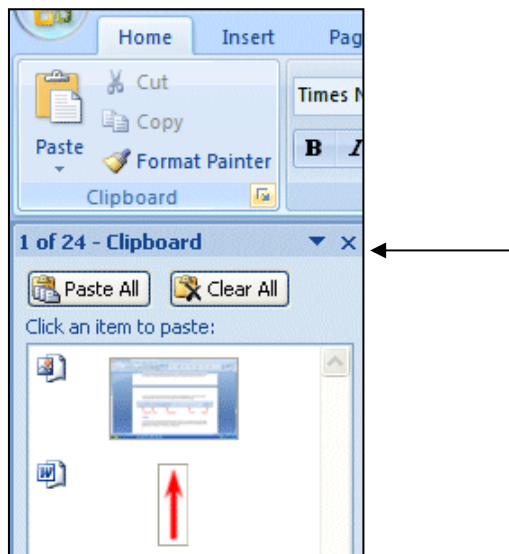 Home Insert Pag
Cut
Times N
Copy
Paste
B I
Format Painter
Clipboard
1 of 24 - Clipboard
Paste All Clear All
Click an item to paste: